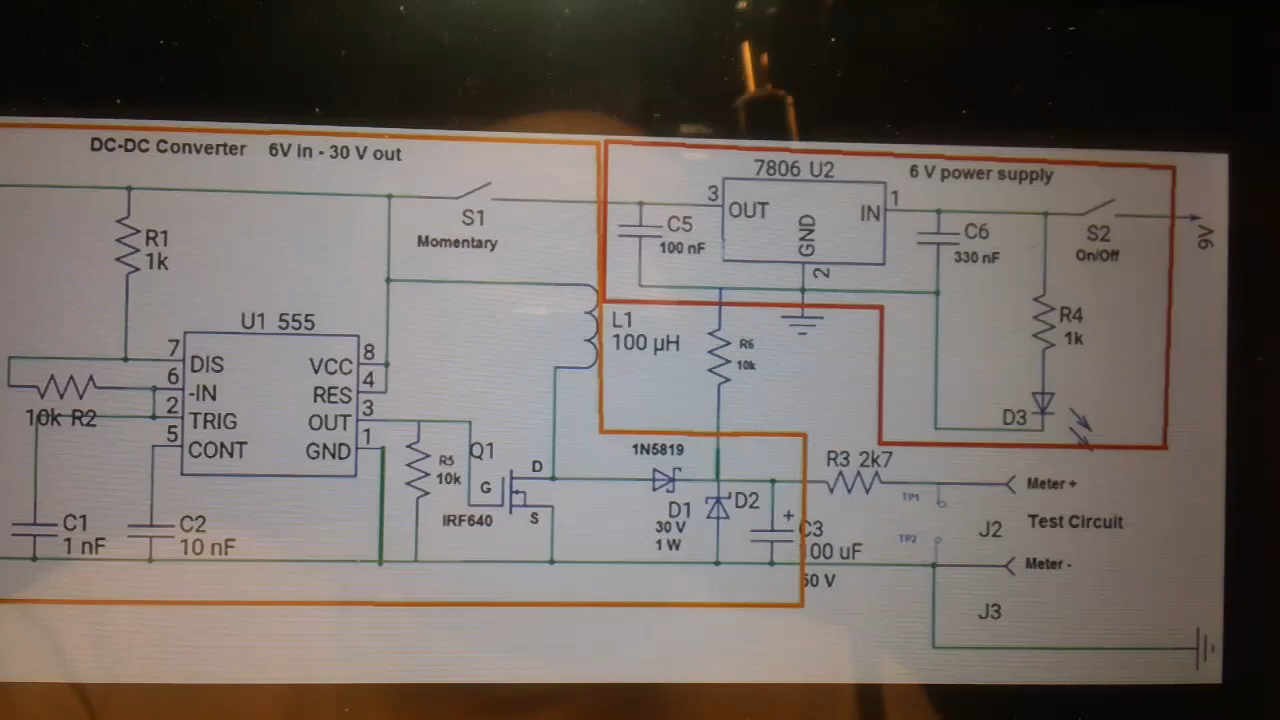 DC-DC Converter 6V in - 30 V out
7806 U2
6 V power supply
3
OUT
GND
IN
1
2
S1
Momentary
C5
100 nF
C6
330 nF
S2
On/Off
9V
R1
1k
U1 555
L1
100 µH
R6
10k
R4
1k
D3
7
DIS
VCC
8
6
-IN
RES
4
10k R2
2
TRIG
OUT
3
5
CONT
GND
1
R5
10k
Q1
G
D
S
IRF640
1N5819
D1
30 V
1 W
D2
+
C3
00 uF
50 V
R3 2k7
TP1
TP2
Meter +
J2
Test Circuit
Meter -
J3
C1
1 nF
C2
10 nF